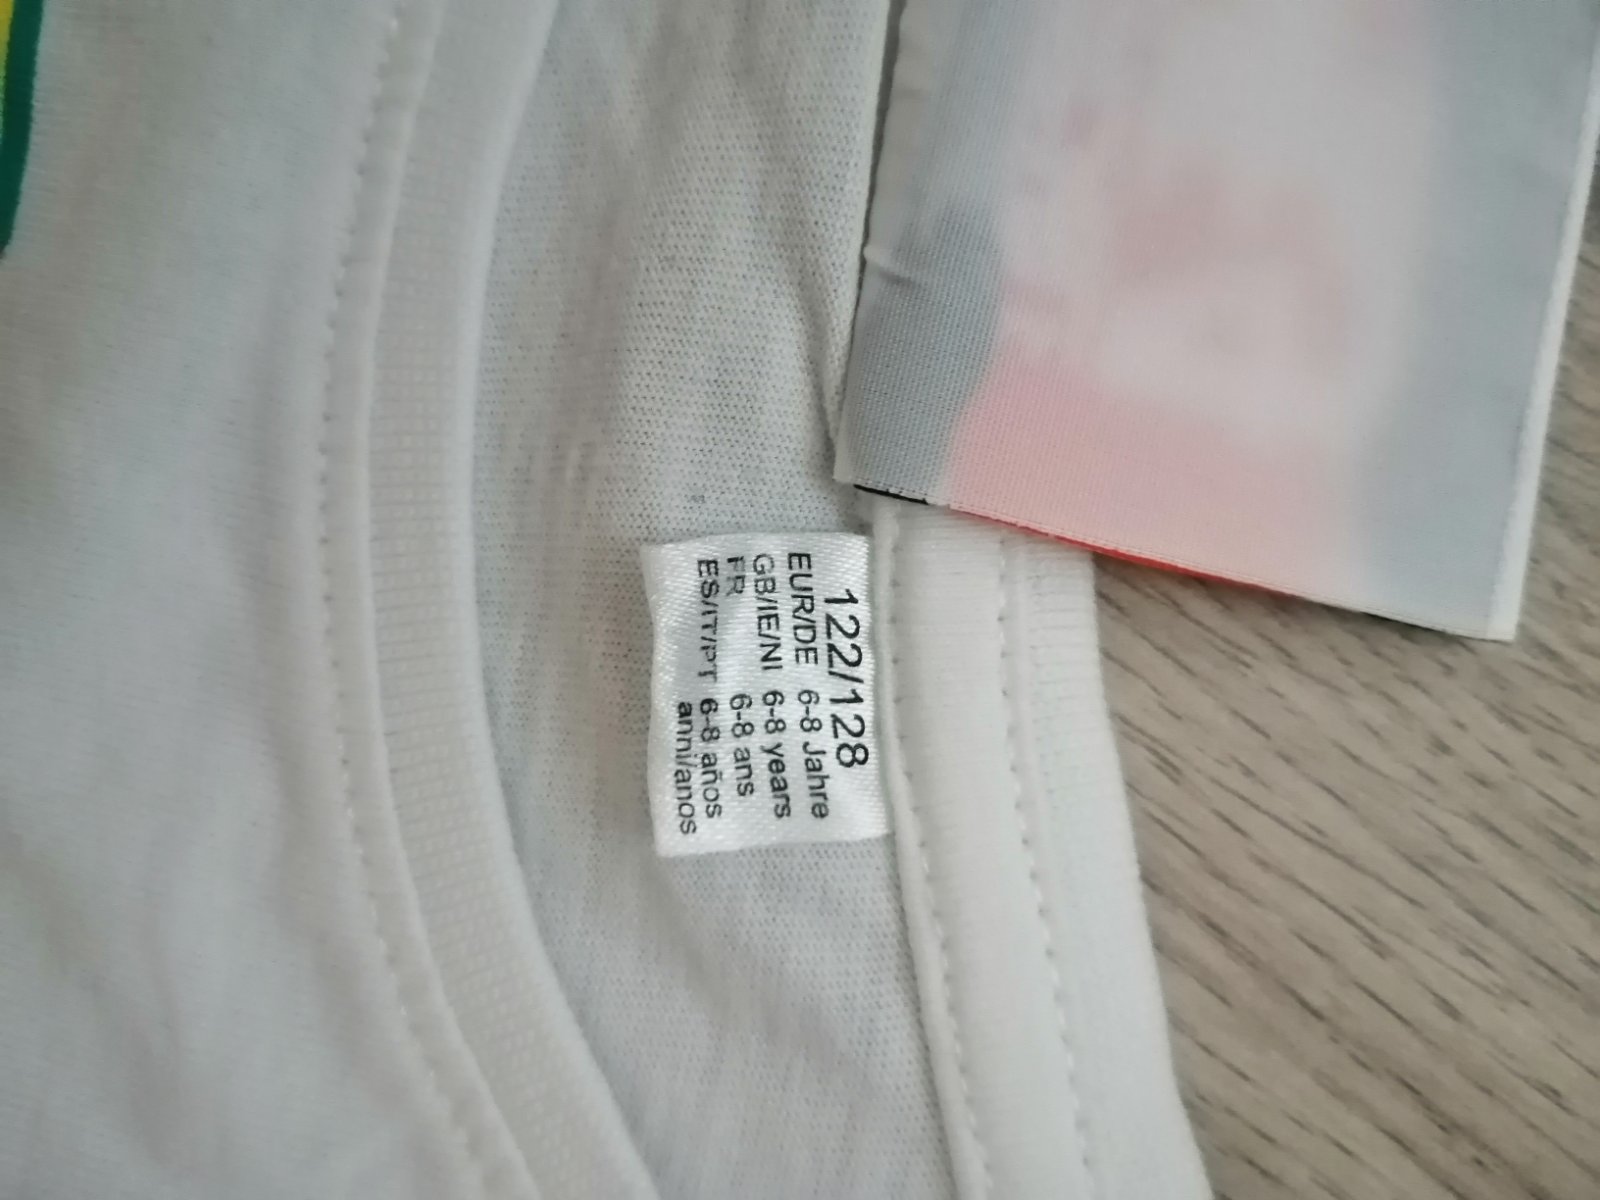 122/128
EUR/DE 6-8 Jahre
GB/IE/NI 6-8 years
FR 6-8 ans
ES/IT/PT 6-8 años
anni/anos